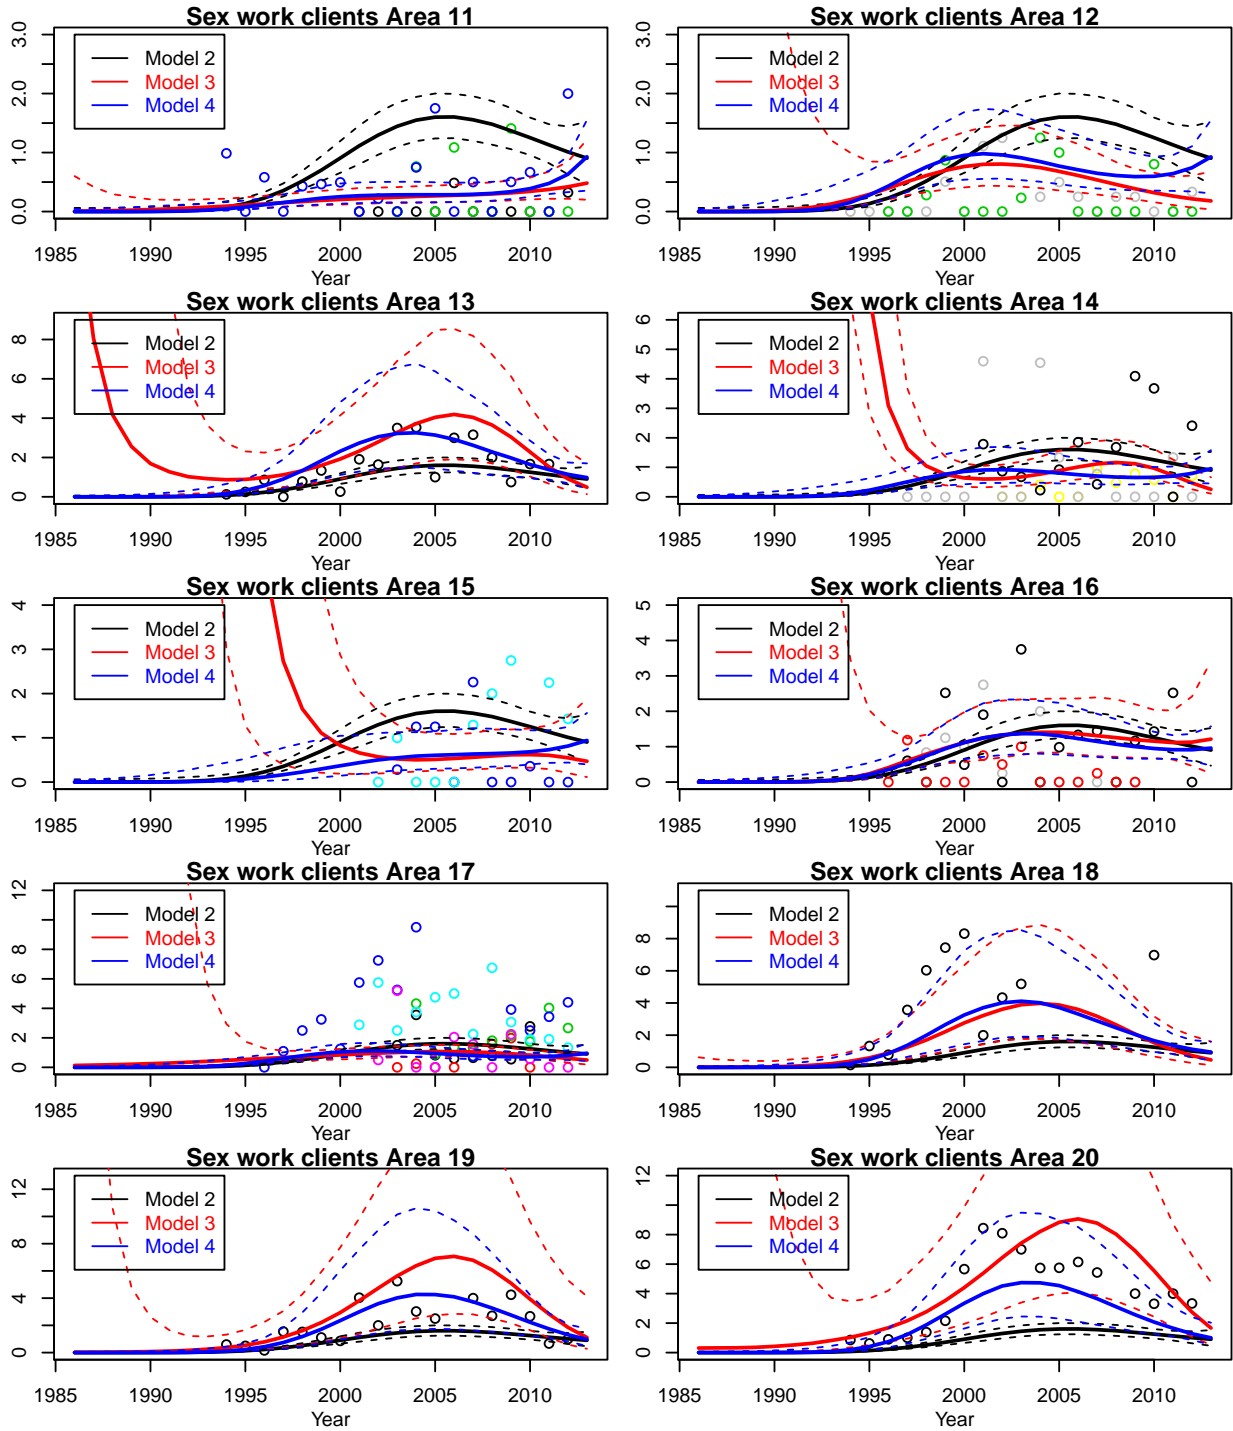 Sex work clients Area 11
3.0
2.0
1.0
0.0
Model 2
Model 3
Model 4
1985 1990 1995 2000 2005 2010
Year
Sex work clients Area 12
3.0
2.0
1.0
0.0
Model 2
Model 3
Model 4
1985 1990 1995 2000 2005 2010
Year
Sex work clients Area 13
8
6
4
2
0
Model 2
Model 3
Model 4
1985 1990 1995 2000 2005 2010
Year
Sex work clients Area 14
6
5
4
3
2
1
0
Model 2
Model 3
Model 4
1985 1990 1995 2000 2005 2010
Year
Sex work clients Area 15
4
3
2
1
0
Model 2
Model 3
Model 4
1985 1990 1995 2000 2005 2010
Year
Sex work clients Area 16
5
4
3
2
1
0
Model 2
Model 3
Model 4
1985 1990 1995 2000 2005 2010
Year
Sex work clients Area 17
12
8
6
4
2
0
Model 2
Model 3
Model 4
1985 1990 1995 2000 2005 2010
Year
Sex work clients Area 18
8
6
4
2
0
Model 2
Model 3
Model 4
1985 1990 1995 2000 2005 2010
Year
Sex work clients Area 19
12
8
6
4
2
0
Model 2
Model 3
Model 4
1985 1990 1995 2000 2005 2010
Year
Sex work clients Area 20
12
8
6
4
2
0
Model 2
Model 3
Model 4
1985 1990 1995 2000 2005 2010
Year